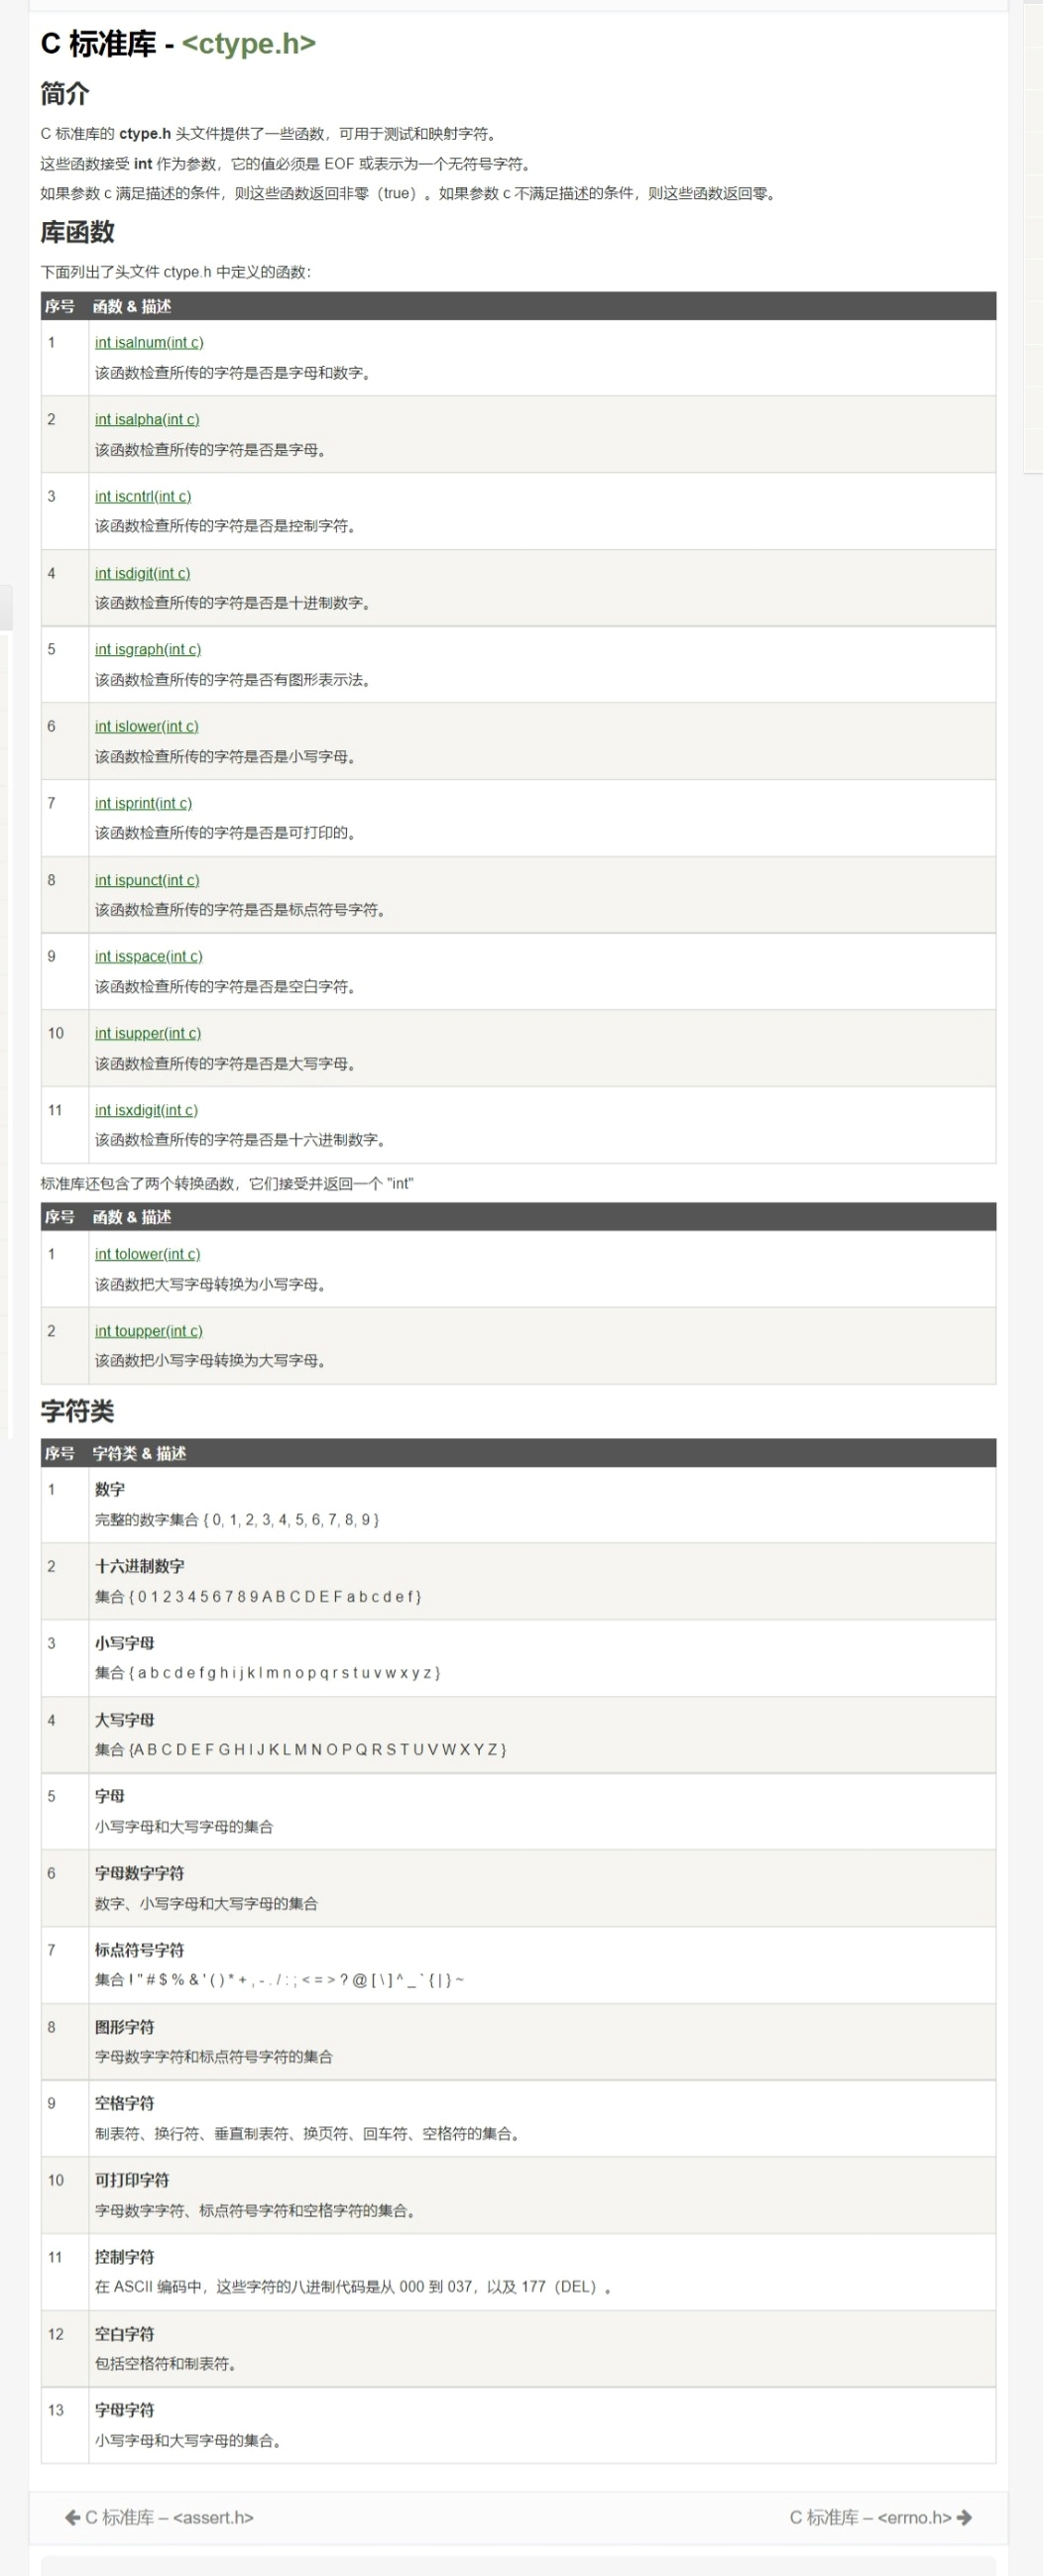 C 标准库 - <ctype.h>
简介
C 标准库的 ctype.h 头文件提供了一些函数，可用于测试和映射字符。
这些函数接受 int 作为参数，它的值必须是 EOF 或表示为一个无符号字符。
如果参数 c 满足描述的条件，则这些函数返回非零（true）。如果参数 c 不满足描述的条件，则这些函数返回零。
库函数
下面列出了头文件 ctype.h 中定义的函数：
序号 函数 & 描述
1 int isalnum(int c)
该函数检查所传的字符是否是字母和数字。
2 int isalpha(int c)
该函数检查所传的字符是否是字母。
3 int iscntrl(int c)
该函数检查所传的字符是否是控制字符。
4 int isdigit(int c)
该函数检查所传的字符是否是十进制数字。
5 int isgraph(int c)
该函数检查所传的字符是否有图形表示法。
6 int islower(int c)
该函数检查所传的字符是否是小写字母。
7 int isprint(int c)
该函数检查所传的字符是否是可打印的。
8 int ispunct(int c)
该函数检查所传的字符是否是标点符号字符。
9 int isspace(int c)
该函数检查所传的字符是否是空白字符。
10 int isupper(int c)
该函数检查所传的字符是否是大写字母。
11 int isxdigit(int c)
该函数检查所传的字符是否是十六进制数字。
标准库还包含了两个转换函数，它们接受并返回一个 "int"
序号 函数 & 描述
1 int tolower(int c)
该函数把大写字母转换为小写字母。
2 int toupper(int c)
该函数把小写字母转换为大写字母。
字符类
序号 字符类 & 描述
1 数字
完整的数字集合 { 0, 1, 2, 3, 4, 5, 6, 7, 8, 9 }
2 十六进制数字
集合 { 0 1 2 3 4 5 6 7 8 9 A B C D E F a b c d e f }
3 小写字母
集合 { a b c d e f g h i j k l m n o p q r s t u v w x y z }
4 大写字母
集合 {A B C D E F G H I J K L M N O P Q R S T U V W X Y Z }
5 字母
小写字母和大写字母的集合
6 字母数字字符
数字、小写字母和大写字母的集合
7 标点符号字符
集合 ! " # $ % & ' ( ) * + , - . / : ; < = > ? @ [ \ ] ^ _ ` { | } ~
8 图形字符
字母数字字符和标点符号字符的集合
9 空格字符
制表符、换行符、垂直制表符、换页符、回车符、空格符的集合。
10 可打印字符
字母数字字符、标点符号字符和空格字符的集合。
11 控制字符
在 ASCII 编码中，这些字符的八进制代码是从 000 到 037，以及 177（DEL）。
12 空白字符
包括空格符和制表符。
13 字母字符
小写字母和大写字母的集合。
← C 标准库 – <assert.h>
C 标准库 – <errno.h> →